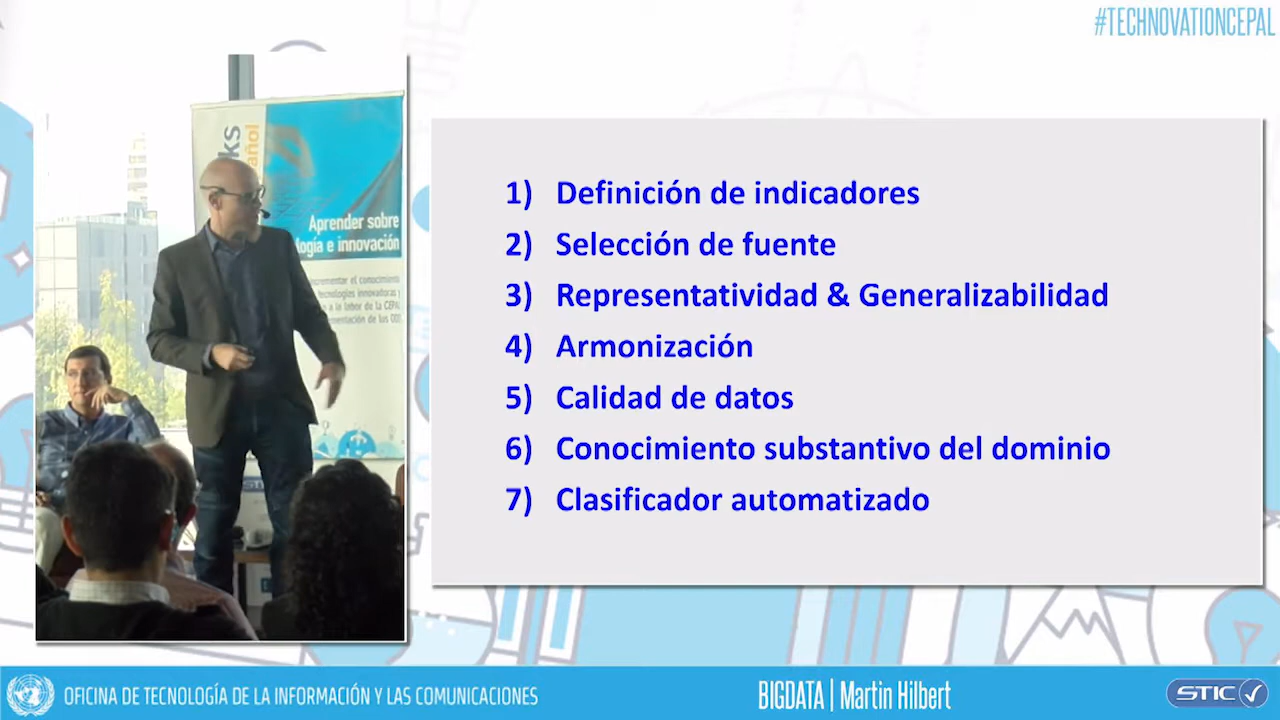 #TECHNOVATIONCEPAL
Aprender sobre
e innovación
1) Definición de indicadores
2) Selección de fuente
3) Representatividad & Generalizabilidad
4) Armonización
5) Calidad de datos
6) Conocimiento substantivo del dominio
7) Clasificador automatizado
OFICINA DE TECNOLOGÍA DE LA INFORMACIÓN Y LAS COMUNICACIONES
BIGDATA | Martin Hilbert
STIC